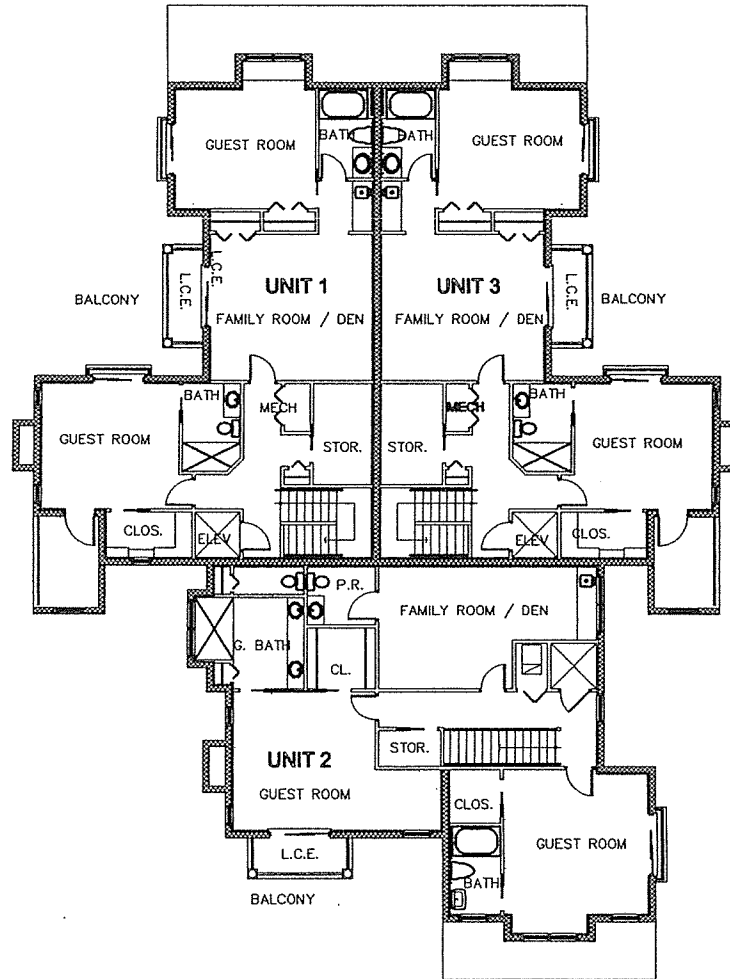 GUEST ROOM
BATH
BATH
GUEST ROOM
L.C.E.
L.C.E.
UNIT 1
UNIT 3
L.C.E.
BALCONY
FAMILY ROOM / DEN
FAMILY ROOM / DEN
BALCONY
BATH
MECH
MECH
BATH
GUEST ROOM
STOR.
STOR.
GUEST ROOM
CLOS.
ELEV
ELEV
CLOS.
P.R.
FAMILY ROOM / DEN
G. BATH
CL.
STOR.
UNIT 2
GUEST ROOM
CLOS.
L.C.E.
GUEST ROOM
BATH
BALCONY